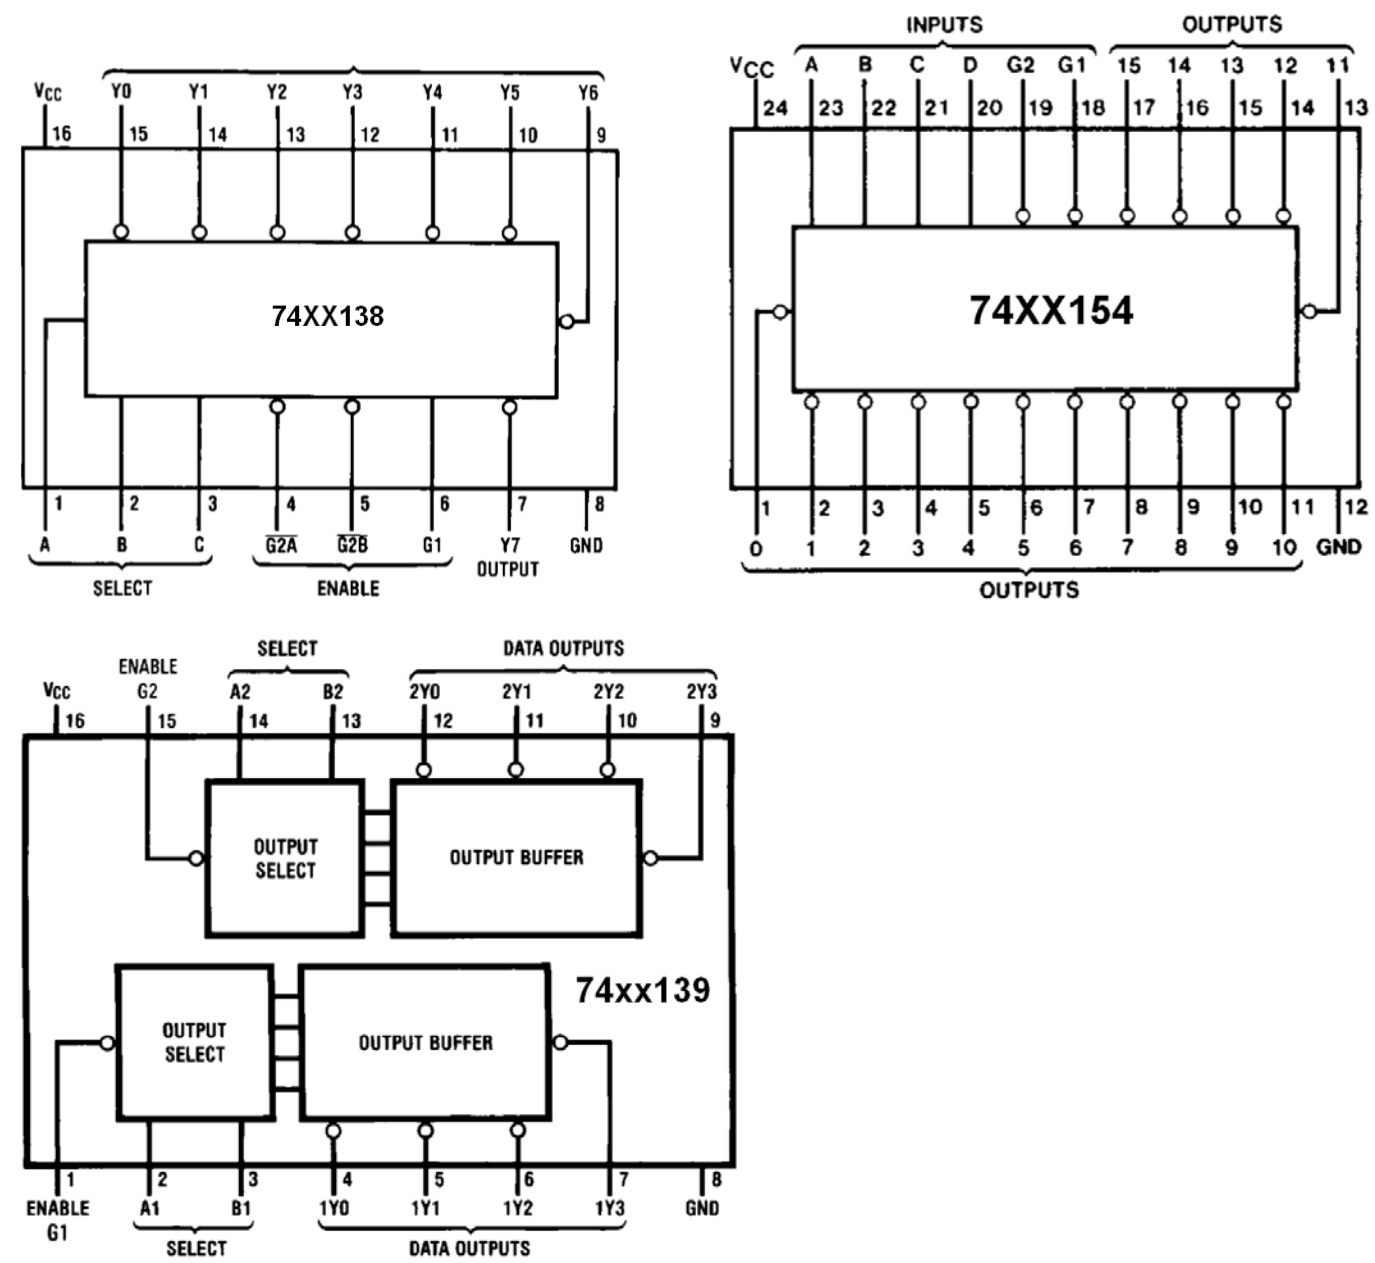 VCC Y0 Y1 Y2 Y3 Y4 Y5 Y6
16 15 14 13 12 11 10 9
74XX138
1 2 3 4 5 6 7 8
A B C G2A G2B G1 Y7 GND
OUTPUT
SELECT ENABLE
INPUTS OUTPUTS
VCC A B C D G2 G1 15 14 13 12 11
24 23 22 21 20 19 18 17 16 15 14 13
74XX154
1 2 3 4 5 6 7 8 9 10 11 12
0 1 2 3 4 5 6 7 8 9 10 GND
OUTPUTS
SELECT DATA OUTPUTS
ENABLE
VCC G2 A2 B2 2Y0 2Y1 2Y2 2Y3
16 15 14 13 12 11 10 9
OUTPUT
SELECT
OUTPUT BUFFER
74xx139
OUTPUT
SELECT
OUTPUT BUFFER
1 2 3 4 5 6 7 8
ENABLE A1 B1 1Y0 1Y1 1Y2 1Y3 GND
G1
SELECT DATA OUTPUTS